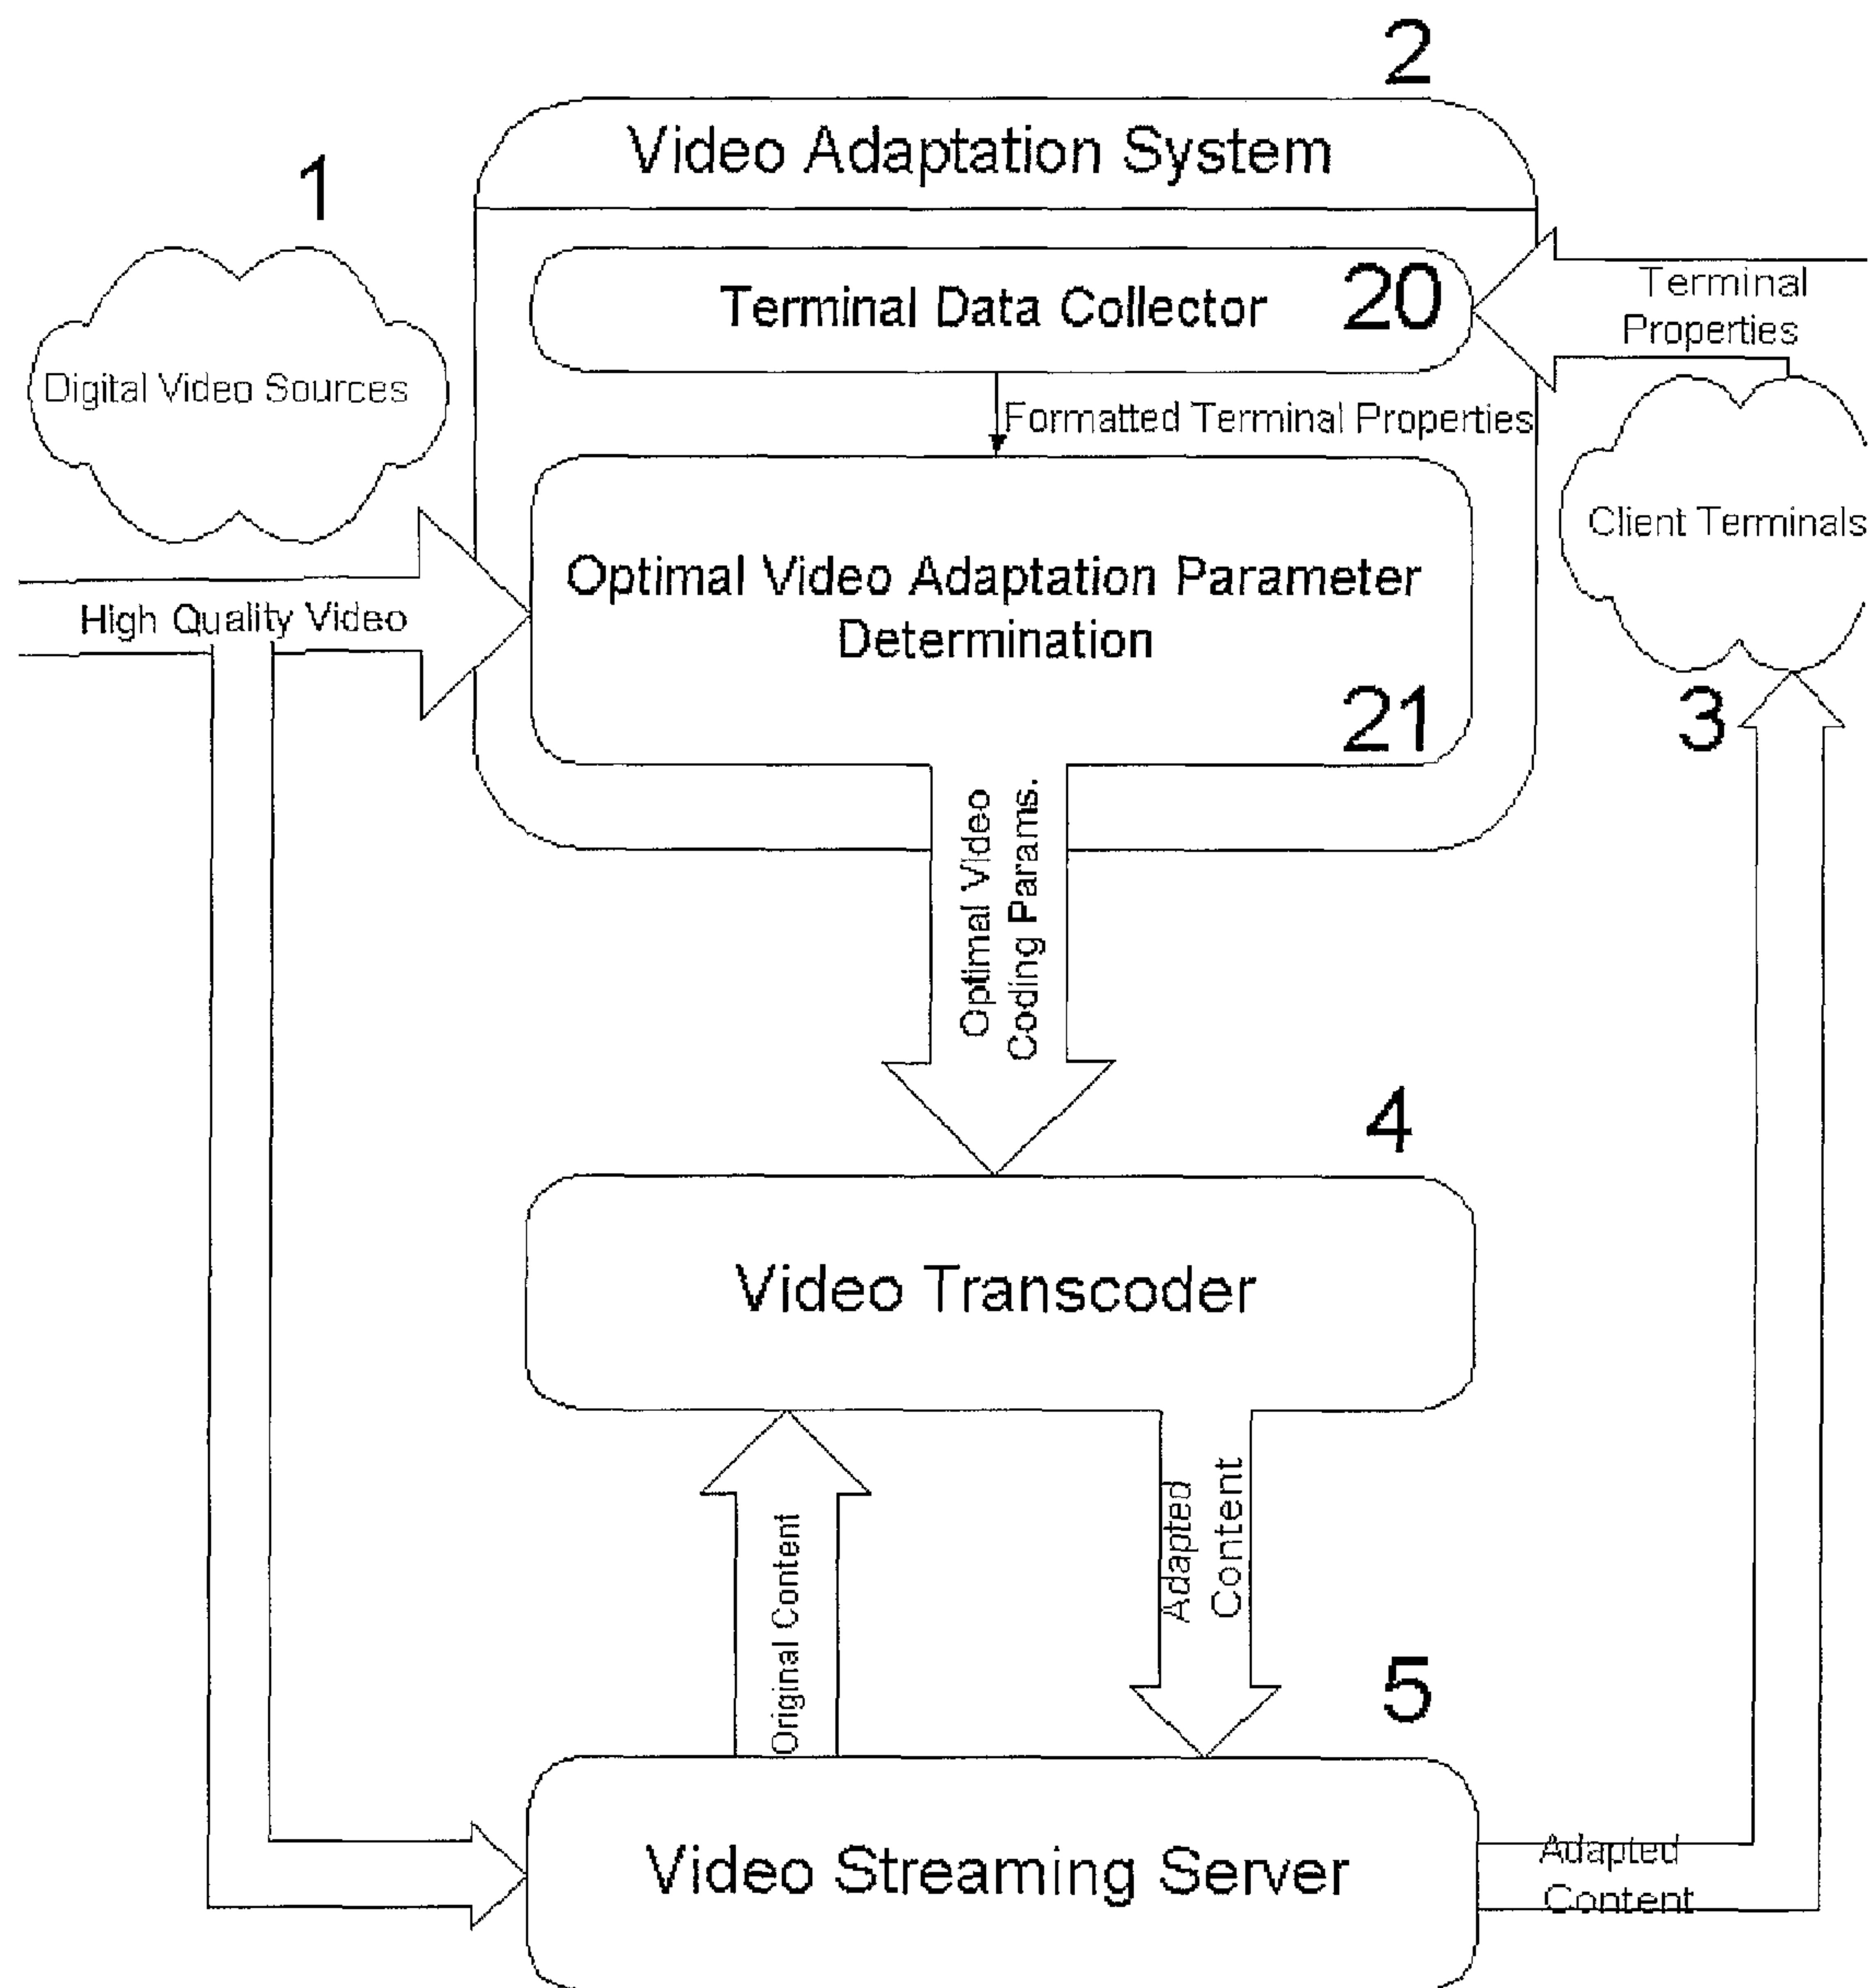 2
Video Adaptation System
1
Terminal Data Collector
20
Terminal
Properties
Digital Video Sources
Formatted Terminal Properties
Client Terminals
Optimal Video Adaptation Parameter
Determination
High Quality Video
21
3
Optimal Video
Coding Params.
4
Video Transcoder
Original Content
Adapted
Content
5
Video Streaming Server
Adapted
Content